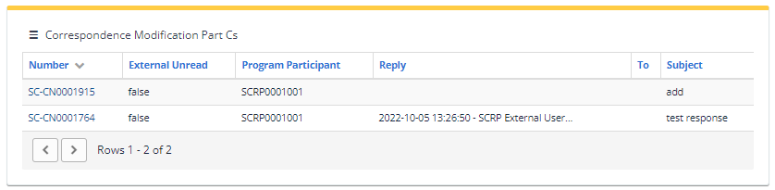 Correspondence Modification Part Cs
Number External Unread Program Participant Reply To Subject
SC-CN0001915 false SCRP0001001 add
SC-CN0001764 false SCRP0001001 2022-10-05 13:26:50 - SCRP External User... test response
Rows 1 - 2 of 2